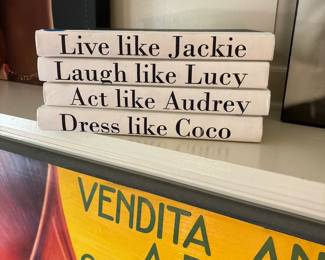 Live like Jackie
Laugh like Lucy
Act like Audrey
Dress like Coco
VENDITA